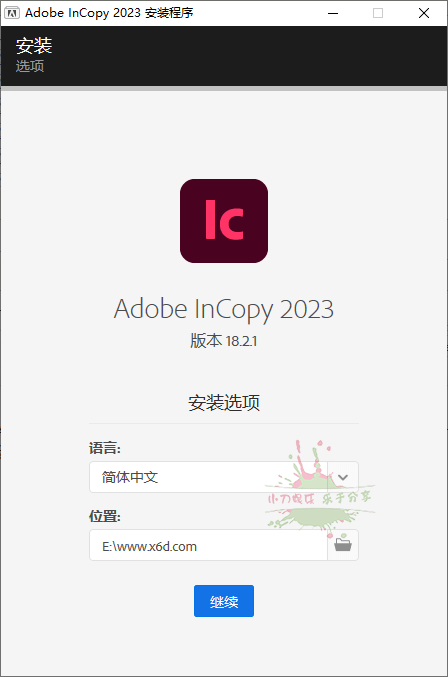 Adobe InCopy 2023 安装程序
安装
选项
Ic
Adobe InCopy 2023
版本 18.2.1
安装选项
语言:
简体中文
小刀娱乐 乐于分享
位置:
E:\www.x6d.com
继续